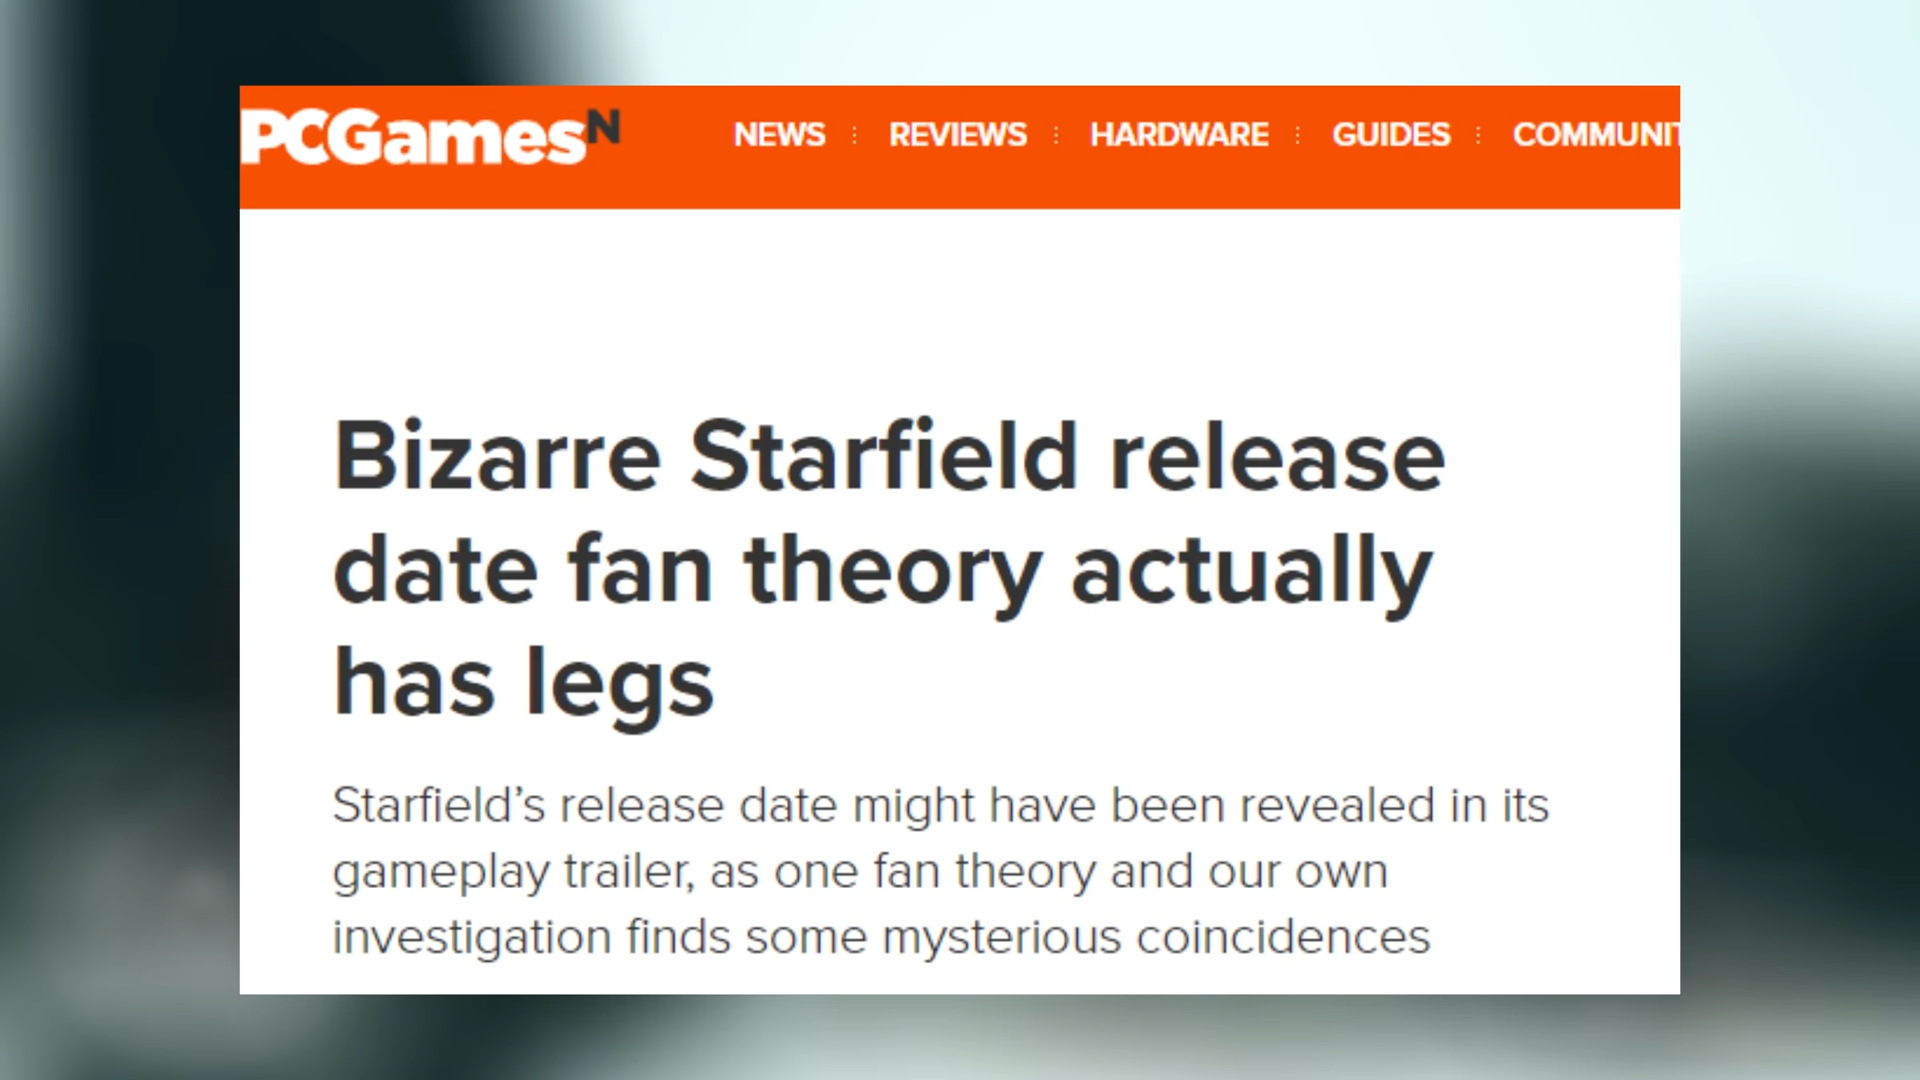 PCGamesN
NEWS REVIEWS HARDWARE GUIDES COMMUNIT
Bizarre Starfield release
date fan theory actually
has legs
Starfield’s release date might have been revealed in its
gameplay trailer, as one fan theory and our own
investigation finds some mysterious coincidences